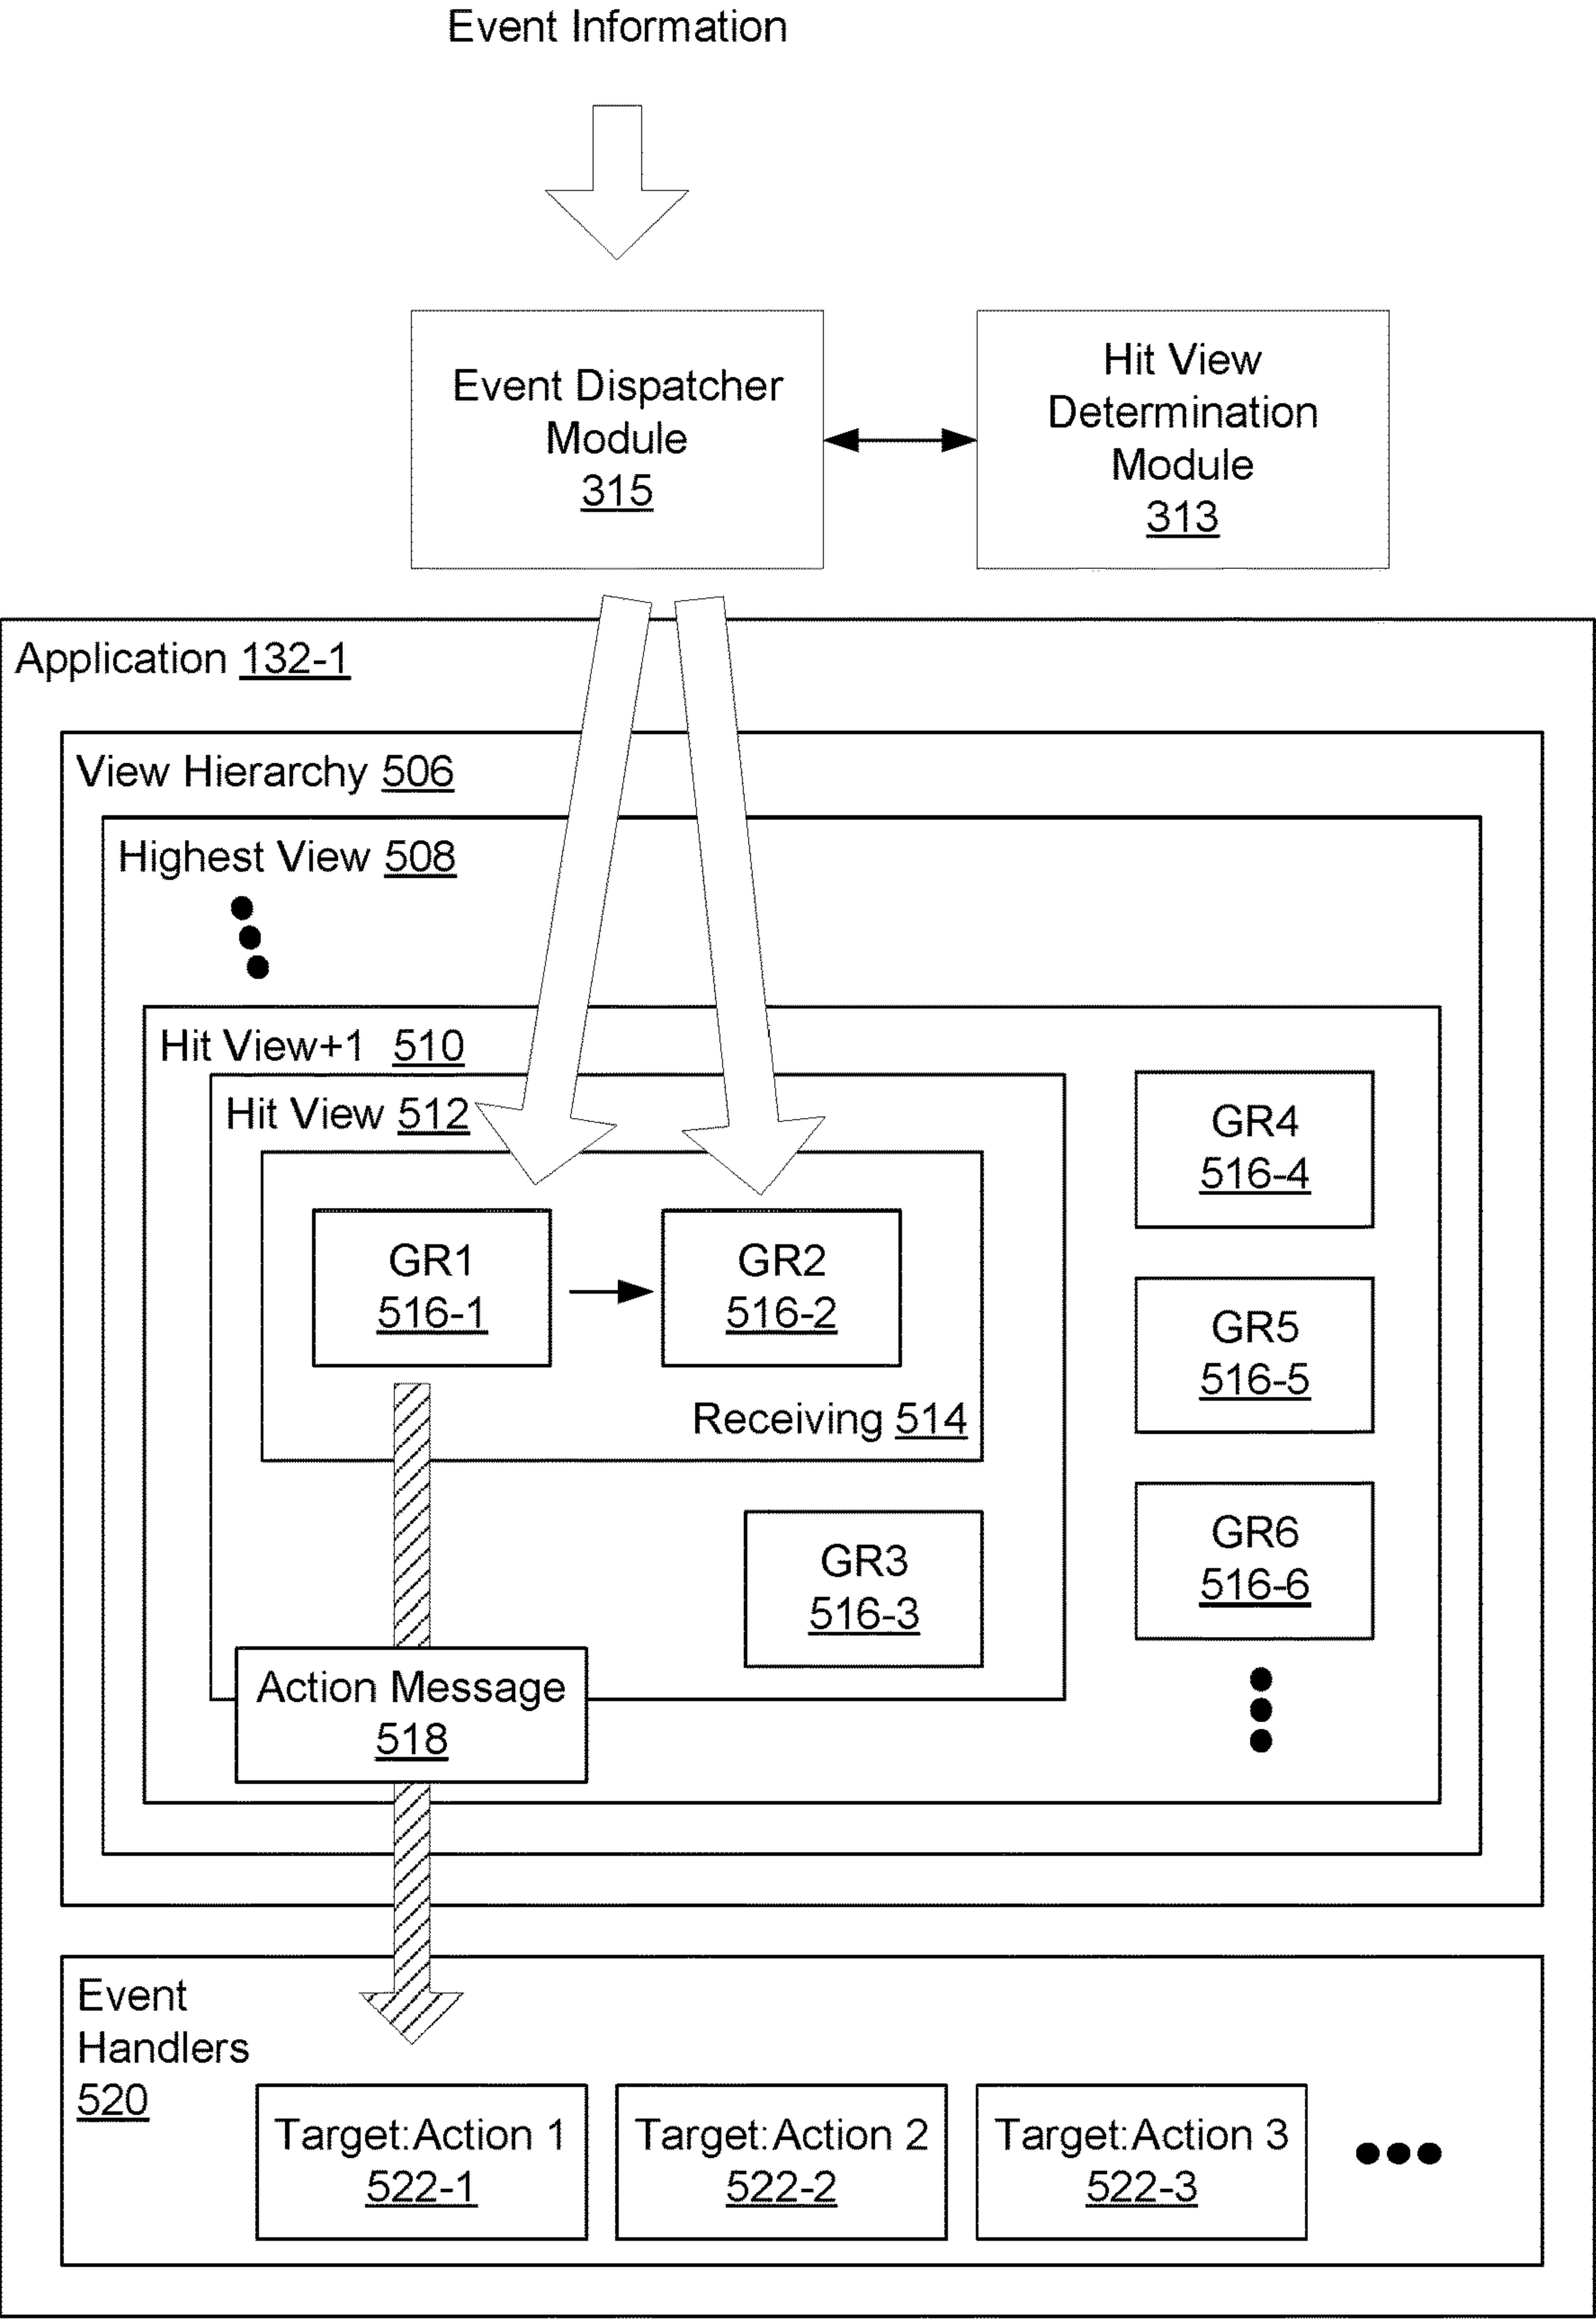 Event Information
Event Dispatcher
Module
315
Hit View
Determination
Module
313
Application 132-1
View Hierarchy 506
Highest View 508
Hit View+1 510
Hit View 512
GR1
516-1
GR2
516-2
Receiving 514
GR3
516-3
GR4
516-4
GR5
516-5
GR6
516-6
Action Message
518
Event
Handlers
520
Target:Action 1
522-1
Target:Action 2
522-2
Target:Action 3
522-3